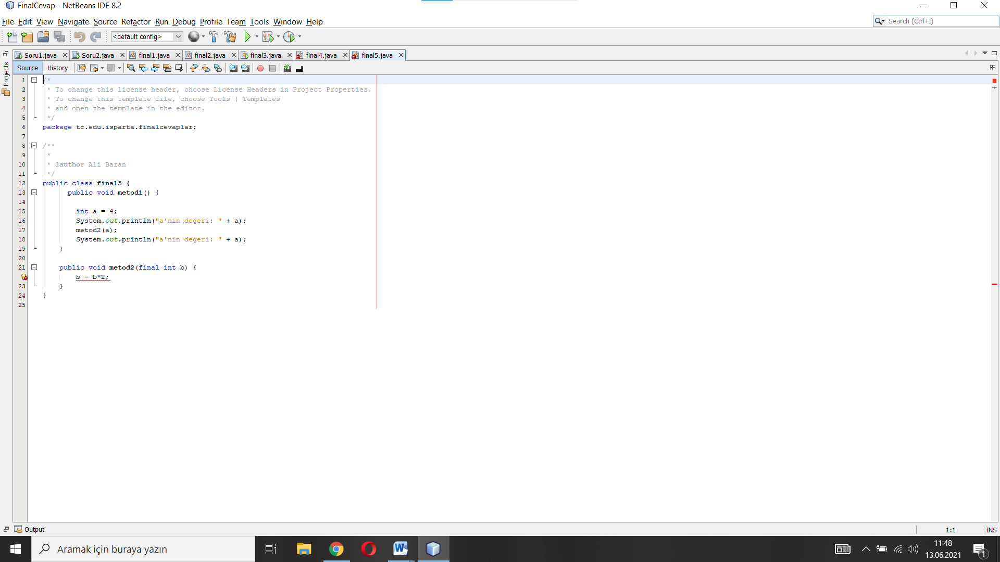 FinalCevap - NetBeans IDE 8.2
File Edit View Navigate Source Refactor Run Debug Profile Team Tools Window Help
Search (Ctrl+I)
<default config>
Soru1.java Soru2.java final1.java final2.java final3.java final4.java final5.java
Source History
Projects
1 /*
2  * To change this license header, choose License Headers in Project Properties.
3  * To change this template file, choose Tools | Templates
4  * and open the template in the editor.
5  */
6 package tr.edu.isparta.finalcevaplar;
7
8 /**
9  *
10  * @author Ali Baran
11  */
12 public class final5 {
13       public void metod1() {
14
15         int a = 4;
16         System.out.println("a'nin degeri: " + a);
17         metod2(a);
18         System.out.println("a'nin degeri: " + a);
19     }
20
21     public void metod2(final int b) {
        b = b*2;
23     }
24 }
25
Output
1:1 INS
Aramak için buraya yazın
11:48
13.06.2021
1